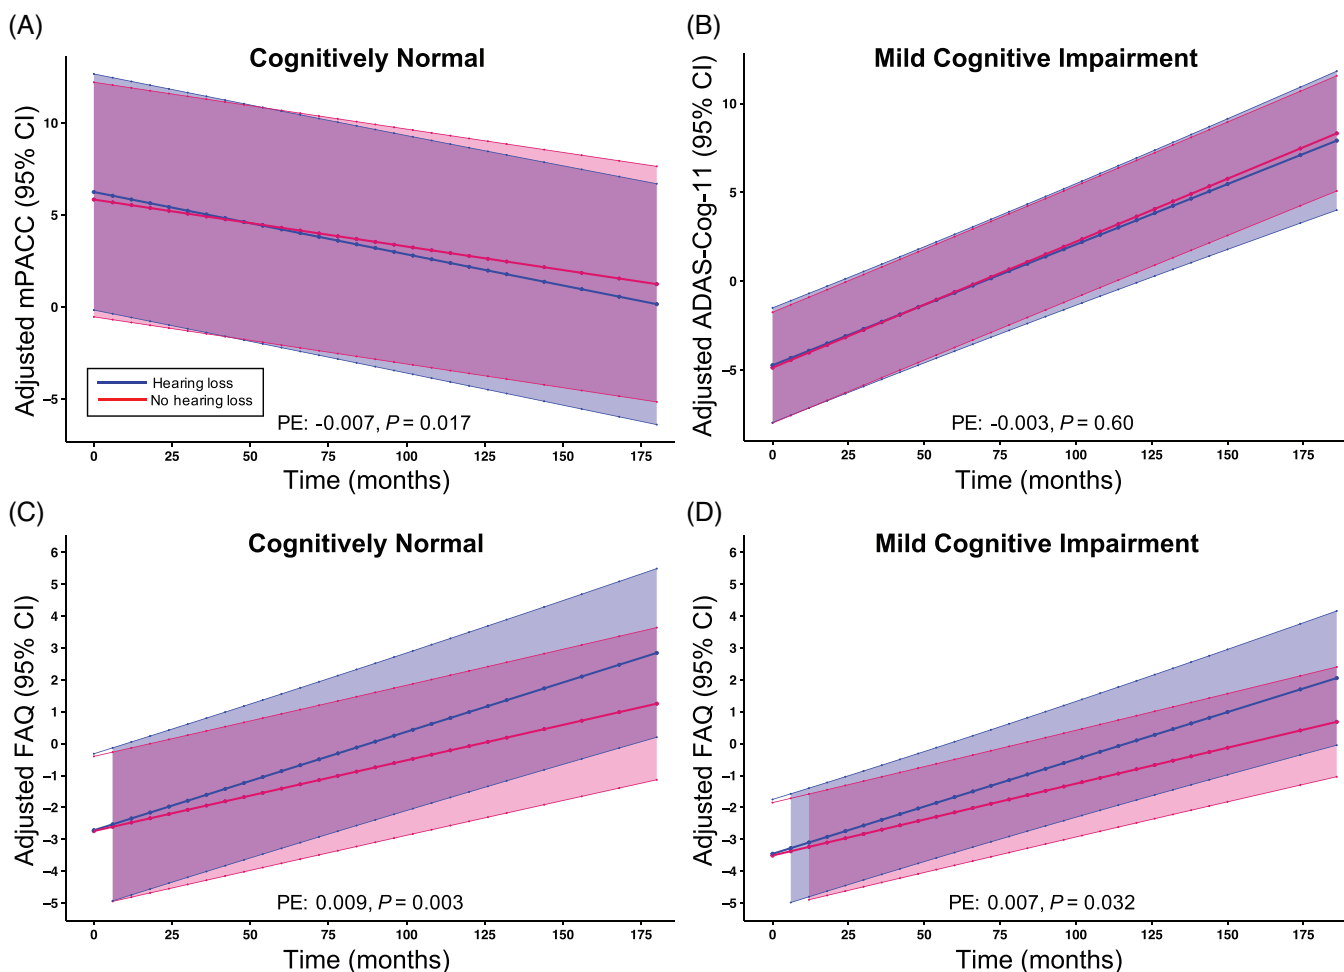 (A)
Cognitively Normal
Adjusted mPACC (95% CI)
10
5
0
−5
Hearing loss
No hearing loss
PE: -0.007, P = 0.017
0 25 50 75 100 125 150 175
Time (months)
(B)
Mild Cognitive Impairment
Adjusted ADAS-Cog-11 (95% CI)
10
5
0
−5
PE: -0.003, P = 0.60
0 25 50 75 100 125 150 175
Time (months)
(C)
Cognitively Normal
Adjusted FAQ (95% CI)
6
5
4
3
2
1
0
−1
−2
−3
−4
−5
PE: 0.009, P = 0.003
0 25 50 75 100 125 150 175
Time (months)
(D)
Mild Cognitive Impairment
Adjusted FAQ (95% CI)
6
5
4
3
2
1
0
−1
−2
−3
−4
−5
PE: 0.007, P = 0.032
0 25 50 75 100 125 150 175
Time (months)